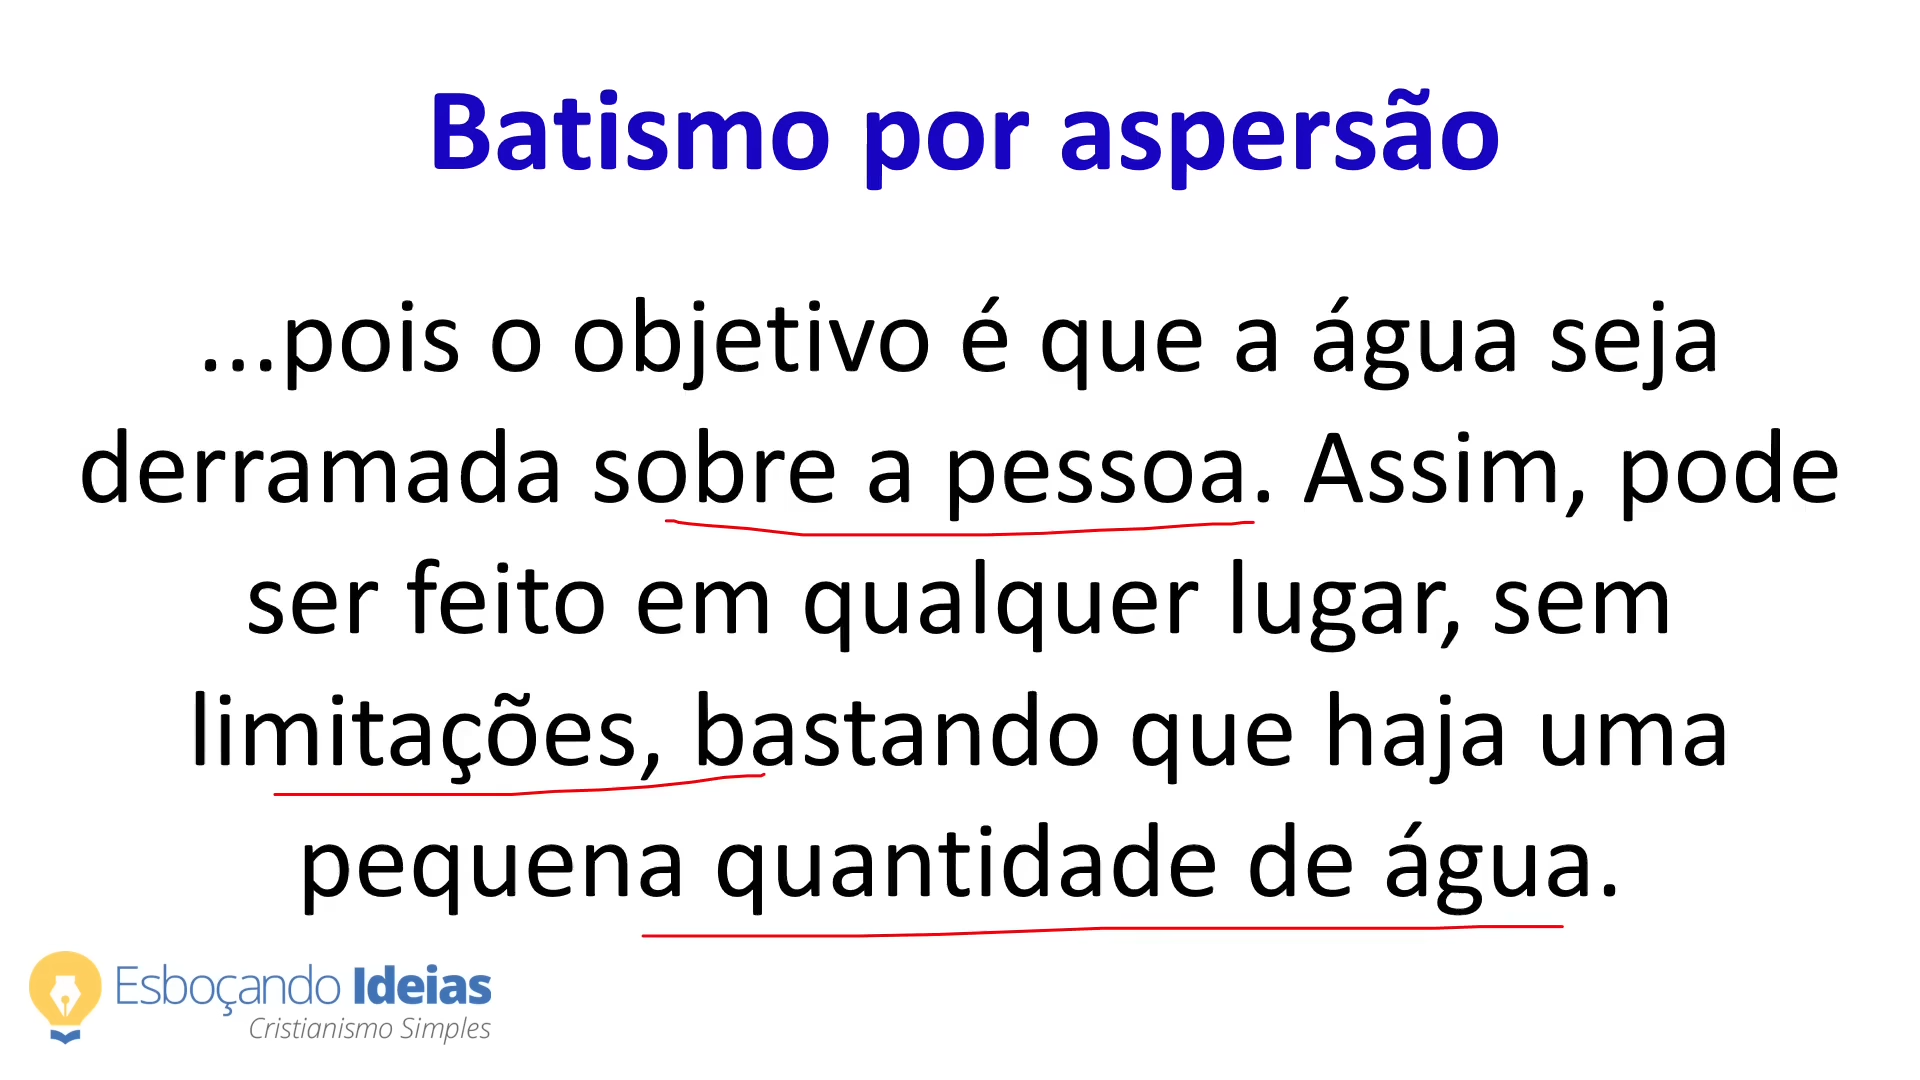 Batismo por aspersão
...pois o objetivo é que a água seja
derramada sobre a pessoa. Assim, pode
ser feito em qualquer lugar, sem
limitações, bastando que haja uma
pequena quantidade de água.
Esboçando Ideias
Cristianismo Simples